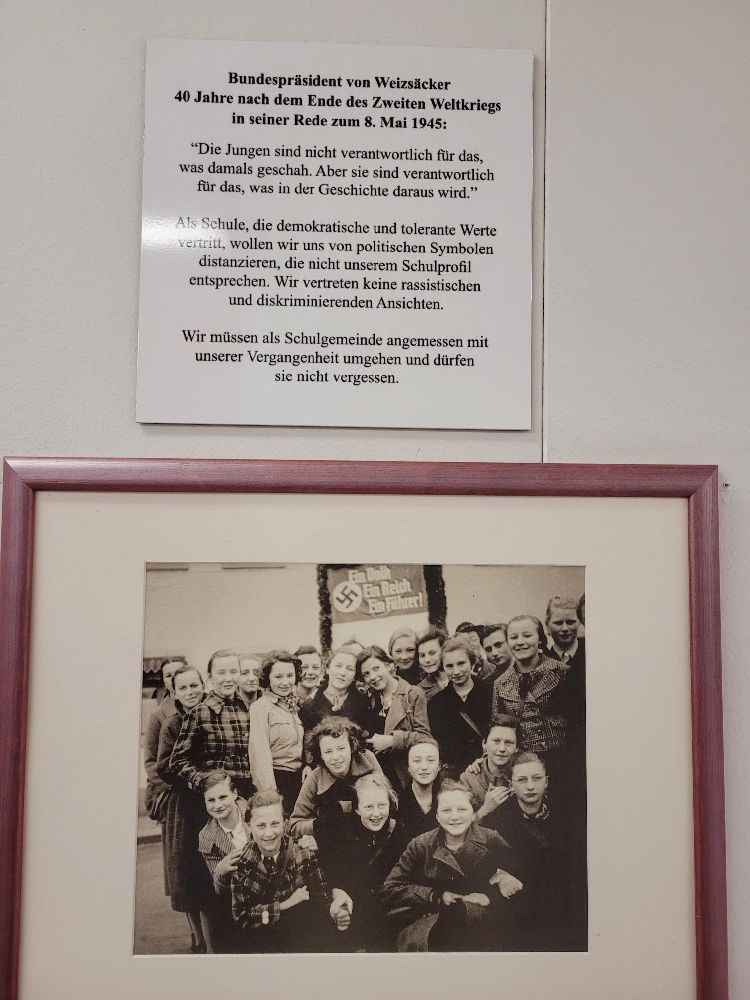 Bundespräsident von Weizsäcker
40 Jahre nach dem Ende des Zweiten Weltkriegs
in seiner Rede zum 8. Mai 1945:
“Die Jungen sind nicht verantwortlich für das,
was damals geschah. Aber sie sind verantwortlich
für das, was in der Geschichte daraus wird.”
Als Schule, die demokratische und tolerante Werte
vertritt, wollen wir uns von politischen Symbolen
distanzieren, die nicht unserem Schulprofil
entsprechen. Wir vertreten keine rassistischen
und diskriminierenden Ansichten.
Wir müssen als Schulgemeinde angemessen mit
unserer Vergangenheit umgehen und dürfen
sie nicht vergessen.
Ein Volk
Ein Reich
Ein Führer!